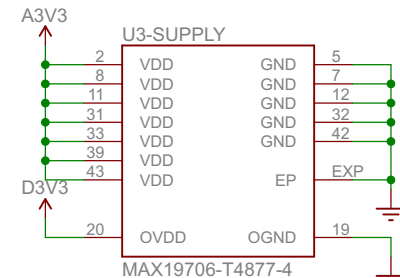 A3V3
U3-SUPPLY
2 VDD GND 5
8 VDD GND 7
11 VDD GND 12
31 VDD GND 32
33 VDD GND 42
39 VDD
43 VDD EP EXP
D3V3
20 OVDD OGND 19
MAX19706-T4877-4